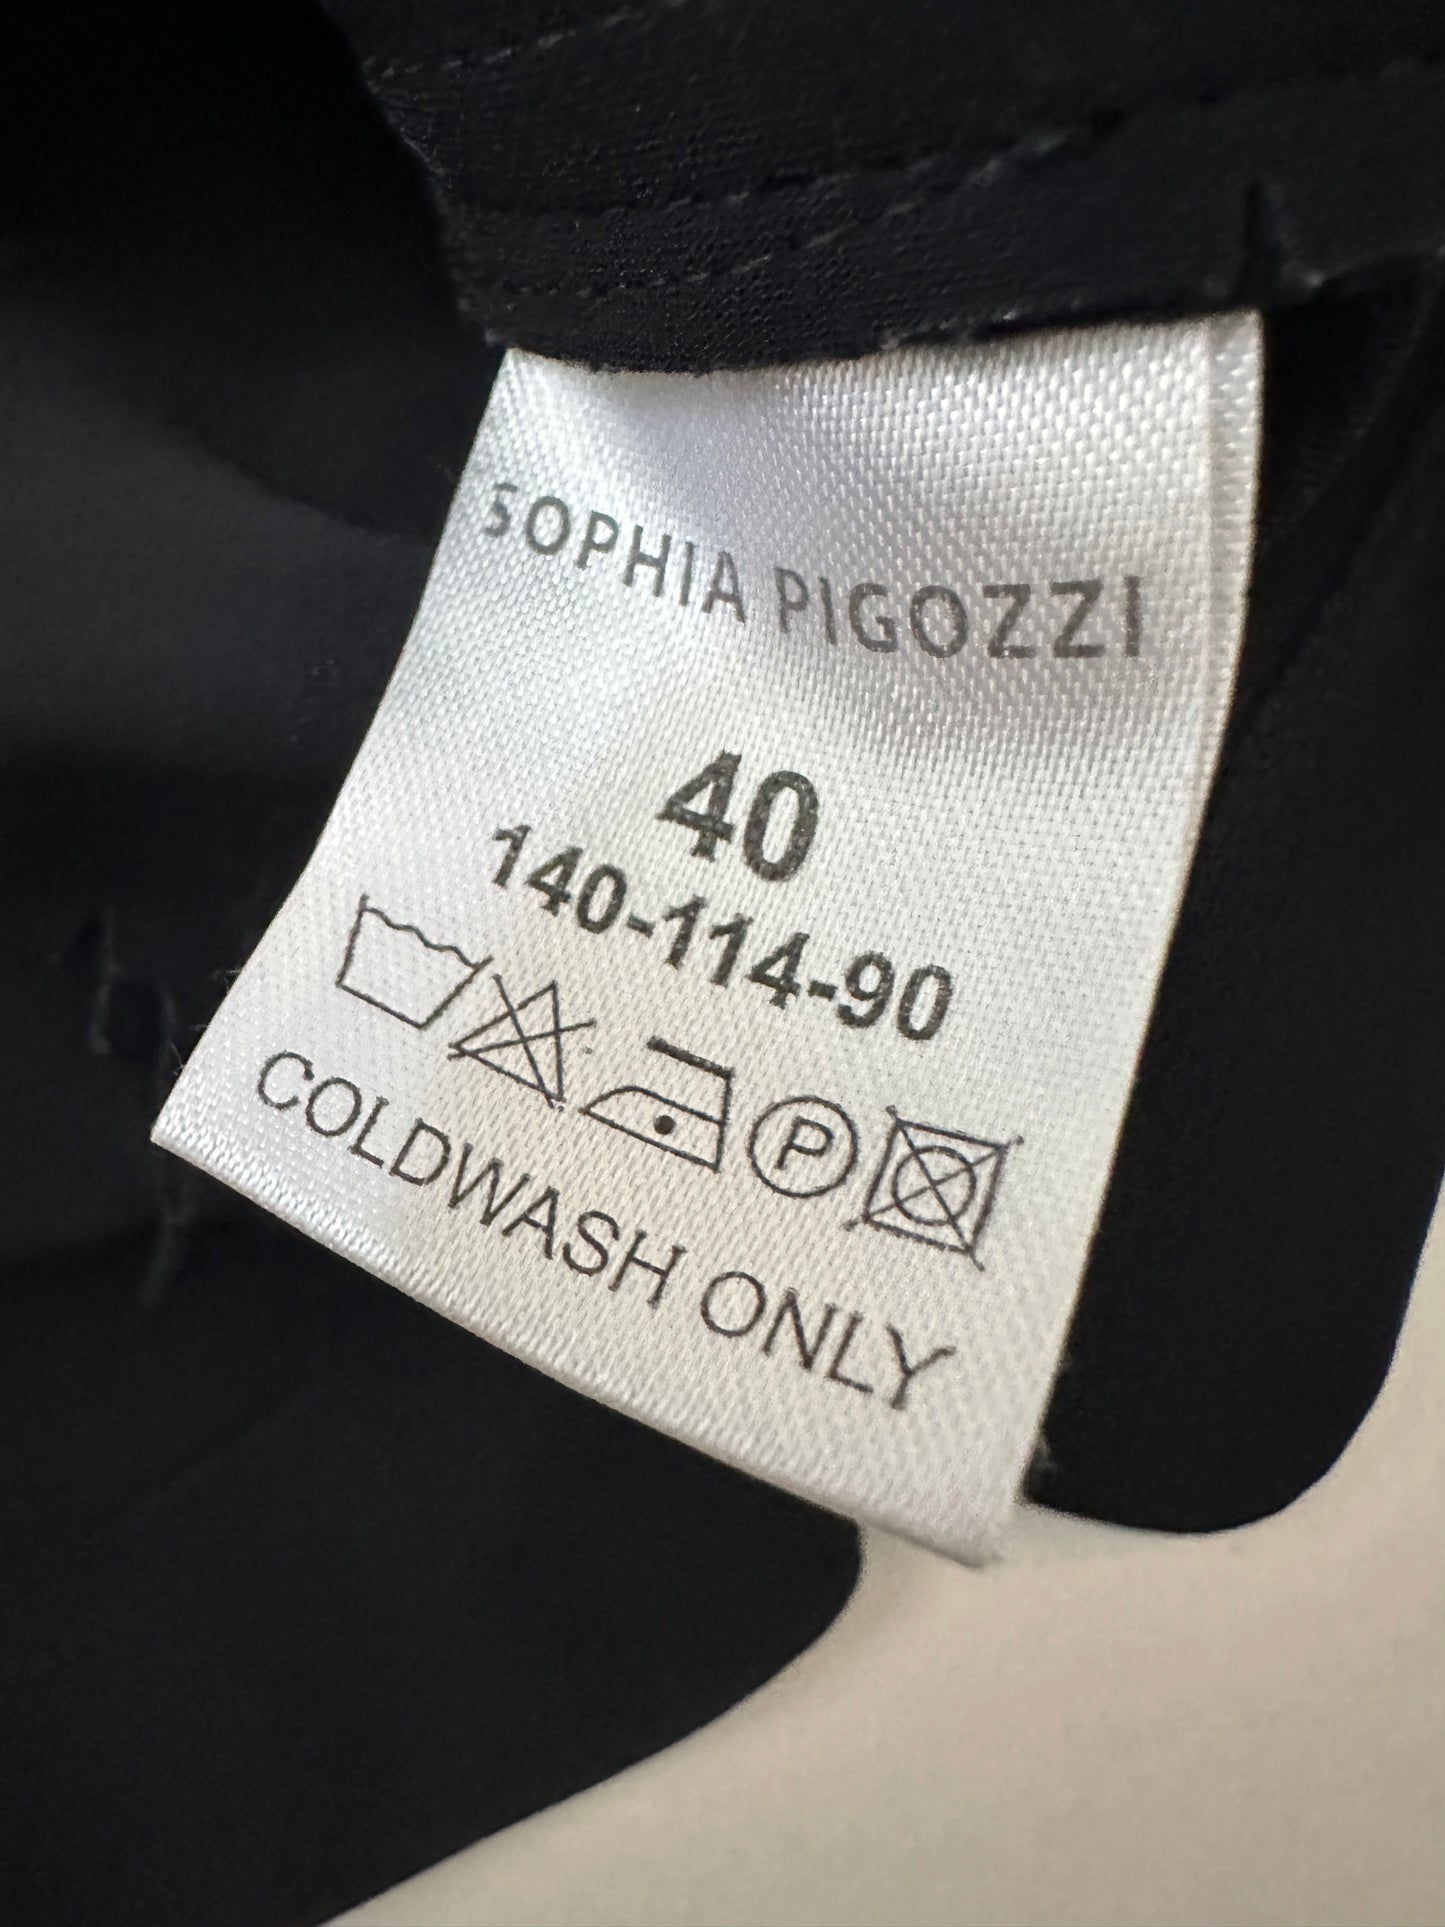 SOPHIA PIGOZZI
40
140-114-90
P
COLDWASH ONLY